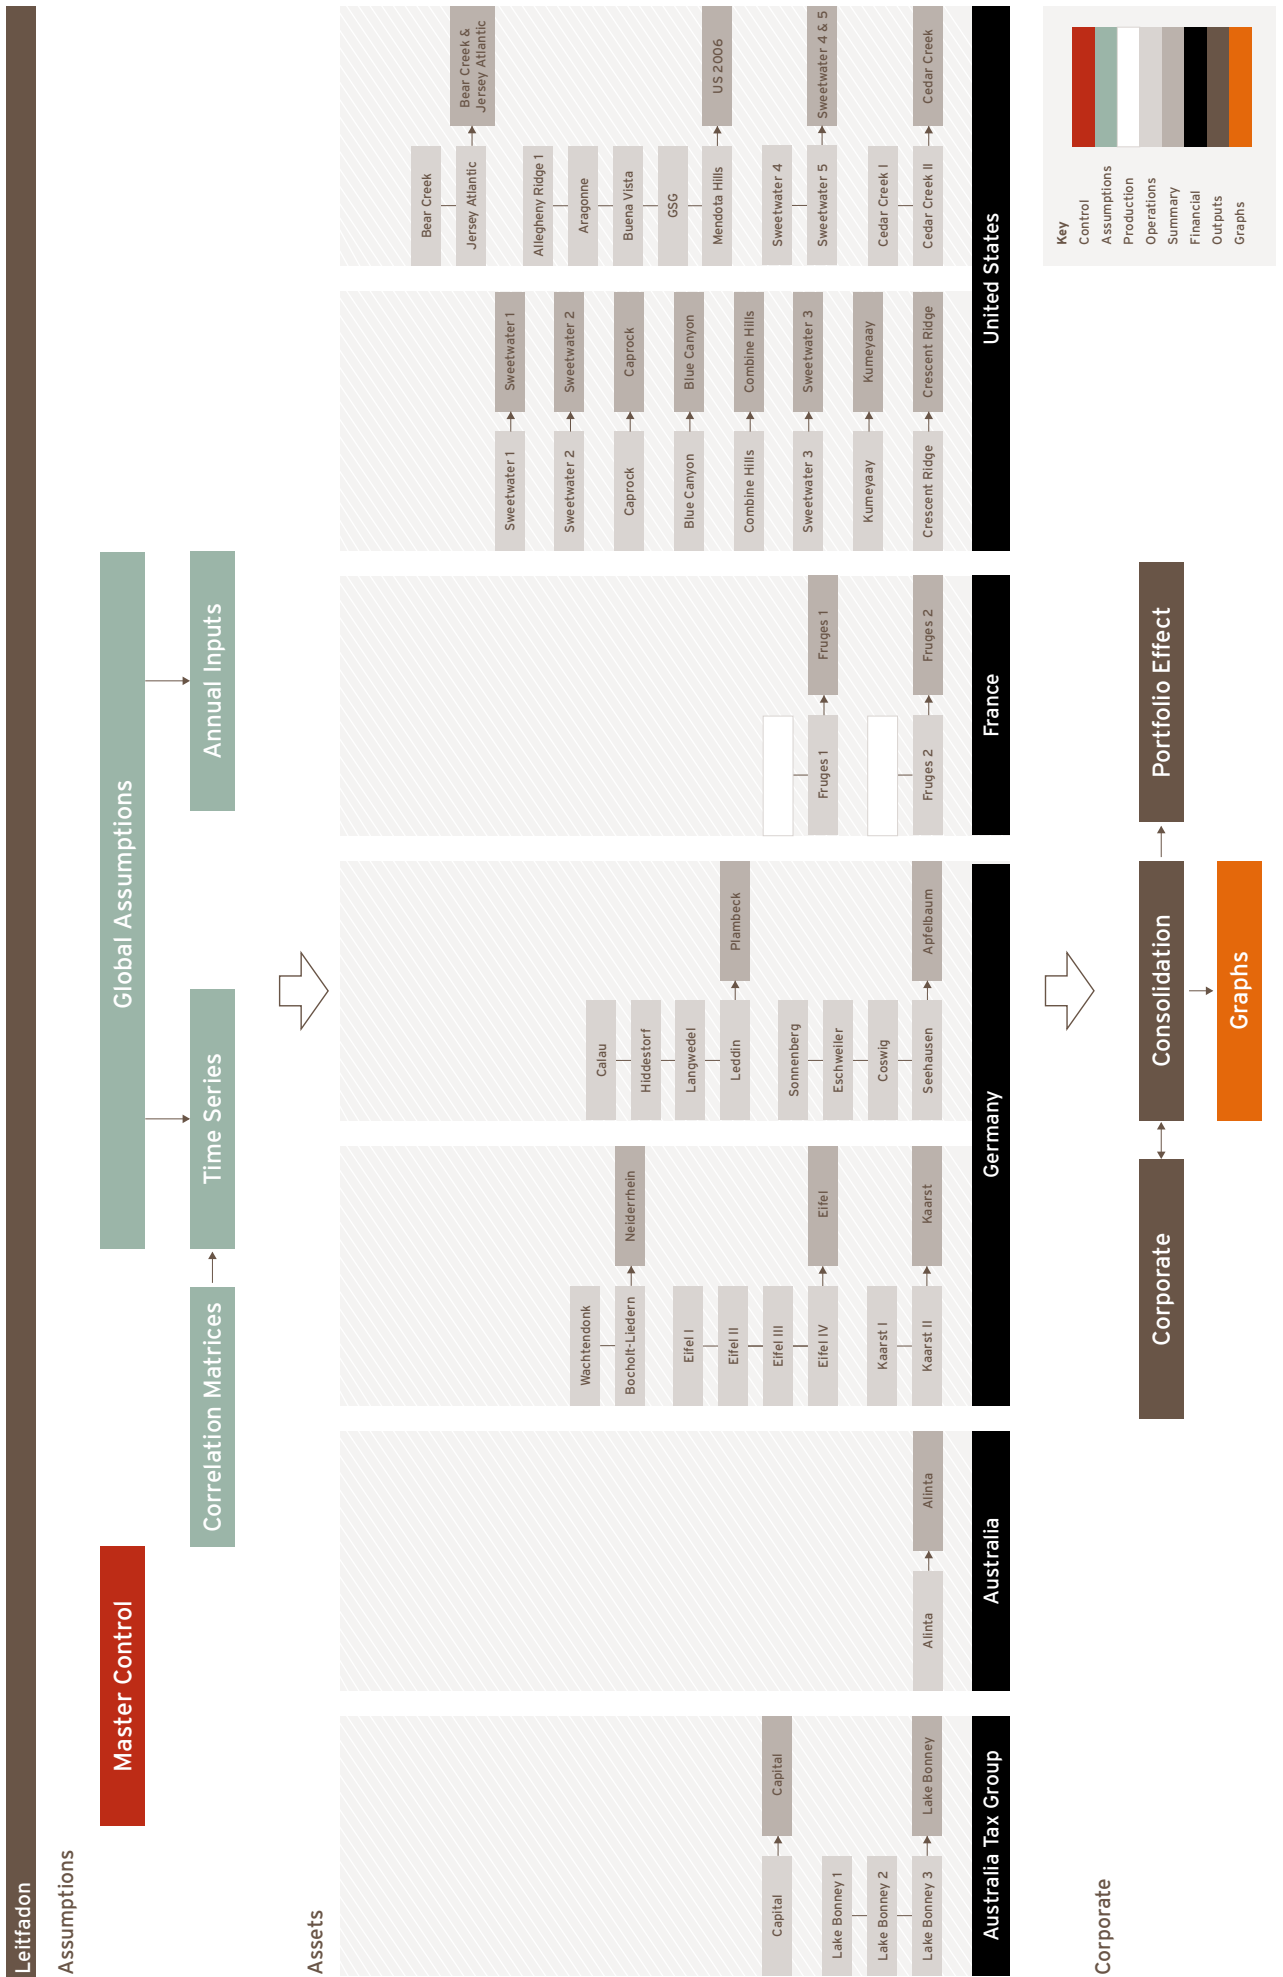 Leitfadon
Assumptions
Master Control
Global Assumptions
Correlation Matrices
Time Series
Annual Inputs
Assets
Capital
Capital
Lake Bonney 1
Lake Bonney 2
Lake Bonney 3
Lake Bonney
Australia Tax Group
Alinta
Alinta
Australia
Wachtendonk
Bocholt-Liedern
Neiderrhein
Eifel I
Eifel II
Eifel III
Eifel IV
Eifel
Kaarst I
Kaarst II
Kaarst
Calau
Hiddestorf
Langwedel
Leddin
Plambeck
Sonnenberg
Eschweiler
Coswig
Seehausen
Apfelbaum
Germany
Fruges 1
Fruges 1
Fruges 2
Fruges 2
France
Sweetwater 1
Sweetwater 1
Sweetwater 2
Sweetwater 2
Caprock
Caprock
Blue Canyon
Blue Canyon
Combine Hills
Combine Hills
Sweetwater 3
Sweetwater 3
Kumeyaay
Kumeyaay
Crescent Ridge
Crescent Ridge
Bear Creek
Jersey Atlantic
Bear Creek &
Jersey Atlantic
Allegheny Ridge 1
Aragonne
Buena Vista
GSG
Mendota Hills
US 2006
Sweetwater 4
Sweetwater 5
Sweetwater 4 & 5
Cedar Creek I
Cedar Creek II
Cedar Creek
United States
Corporate
Corporate
Consolidation
Portfolio Effect
Graphs
Key
Control
Assumptions
Production
Operations
Summary
Financial
Outputs
Graphs